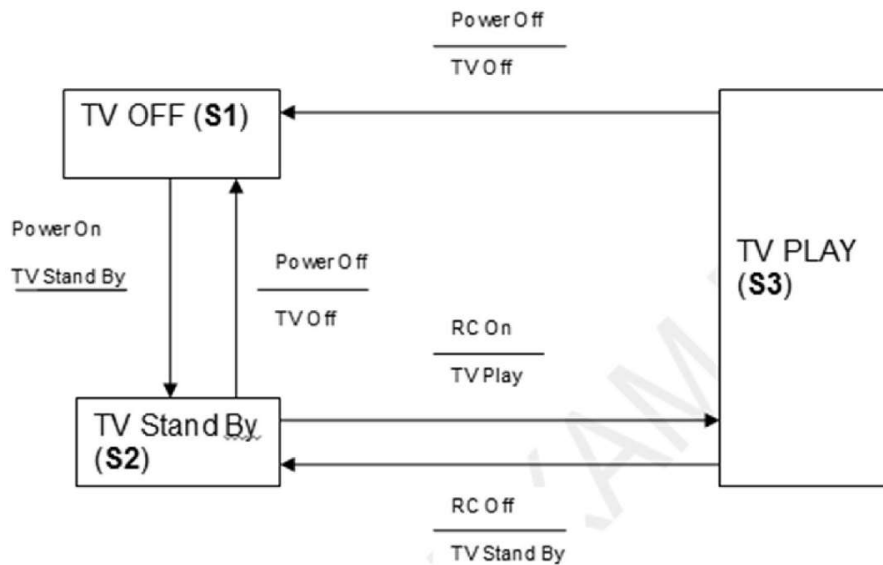 Power Off
TV Off
TV OFF (S1)
Power On
TV Stand By
Power Off
TV Off
TV PLAY
(S3)
RC On
TV Play
TV Stand By
(S2)
RC Off
TV Stand By